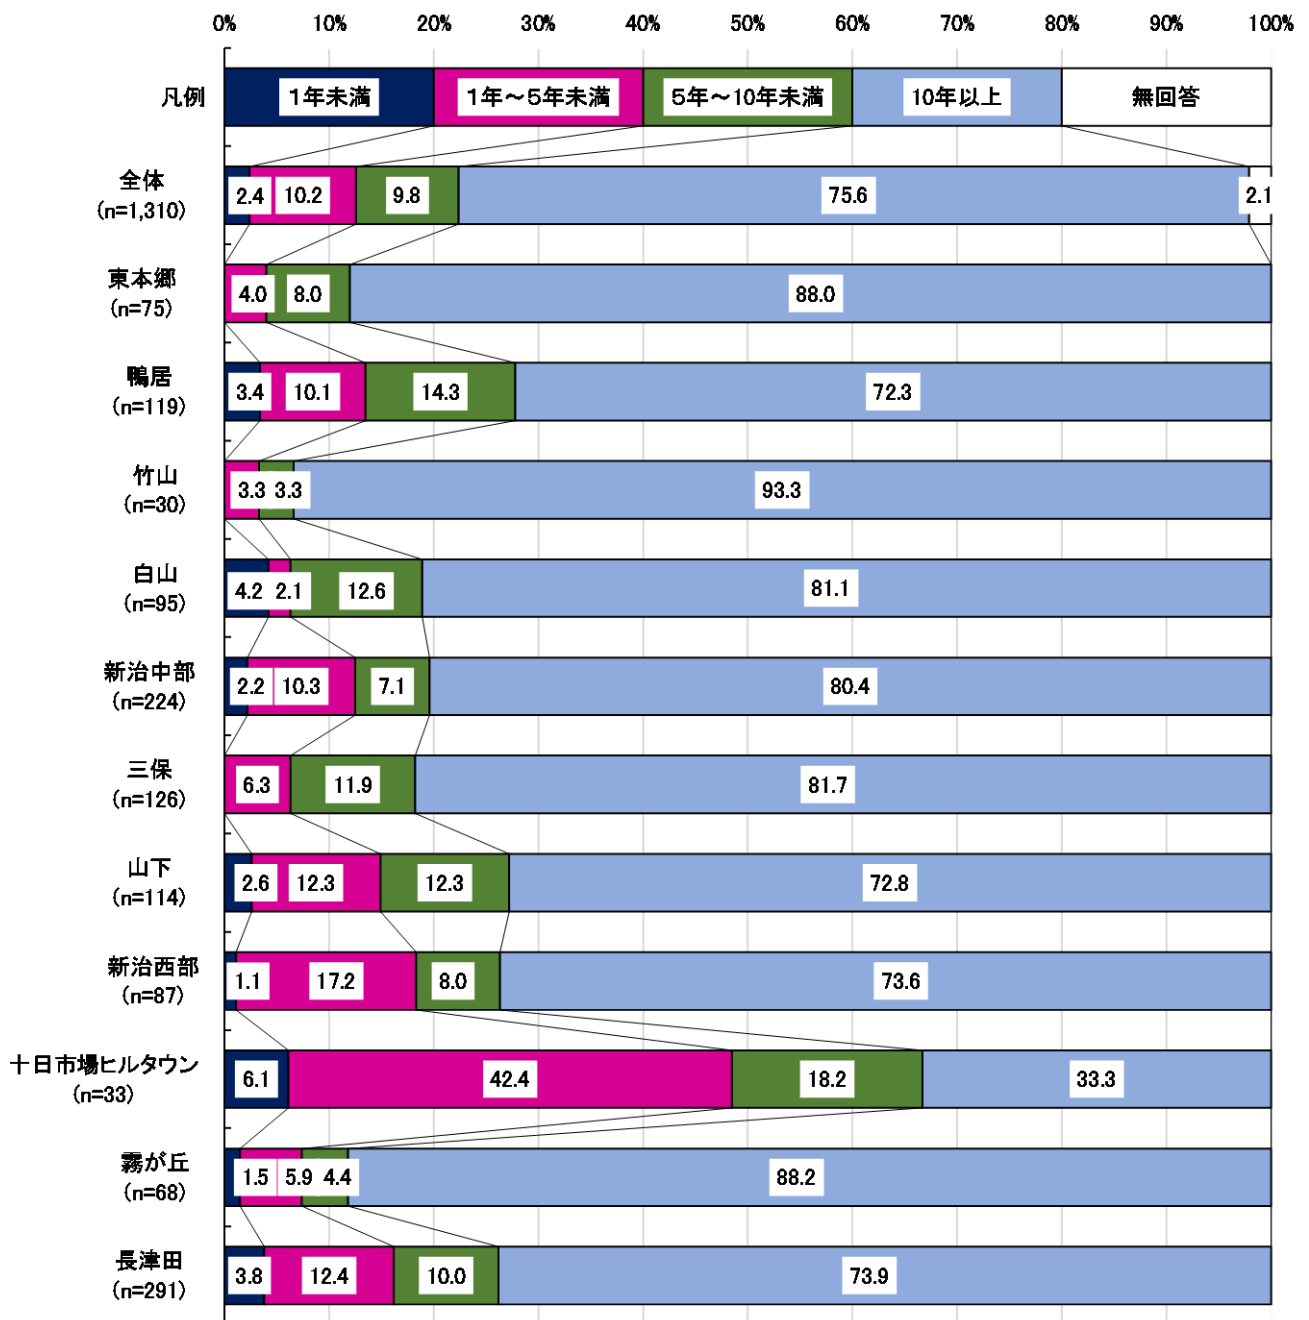 0% 10% 20% 30% 40% 50% 60% 70% 80% 90% 100%
凡例 1年未満 1年～5年未満 5年～10年未満 10年以上 無回答
全体
(n=1,310)
2.4 10.2 9.8 75.6 2.1
東本郷
(n=75)
4.0 8.0 88.0
鴨居
(n=119)
3.4 10.1 14.3 72.3
竹山
(n=30)
3.3 3.3 93.3
白山
(n=95)
4.2 2.1 12.6 81.1
新治中部
(n=224)
2.2 10.3 7.1 80.4
三保
(n=126)
6.3 11.9 81.7
山下
(n=114)
2.6 12.3 12.3 72.8
新治西部
(n=87)
1.1 17.2 8.0 73.6
十日市場ヒルタウン
(n=33)
6.1 42.4 18.2 33.3
霧が丘
(n=68)
1.5 5.9 4.4 88.2
長津田
(n=291)
3.8 12.4 10.0 73.9